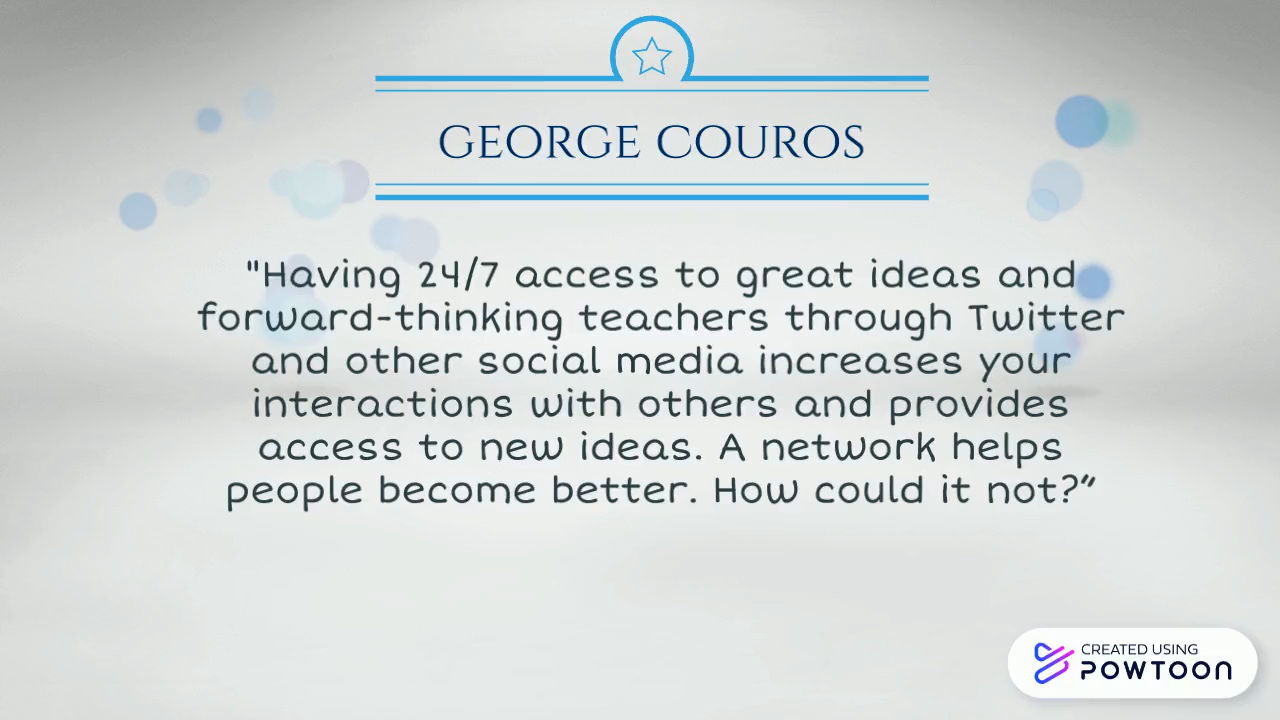 GEORGE COUROS
"Having 24/7 access to great ideas and
forward-thinking teachers through Twitter
and other social media increases your
interactions with others and provides
access to new ideas. A network helps
people become better. How could it not?”
CREATED USING
POWTOON